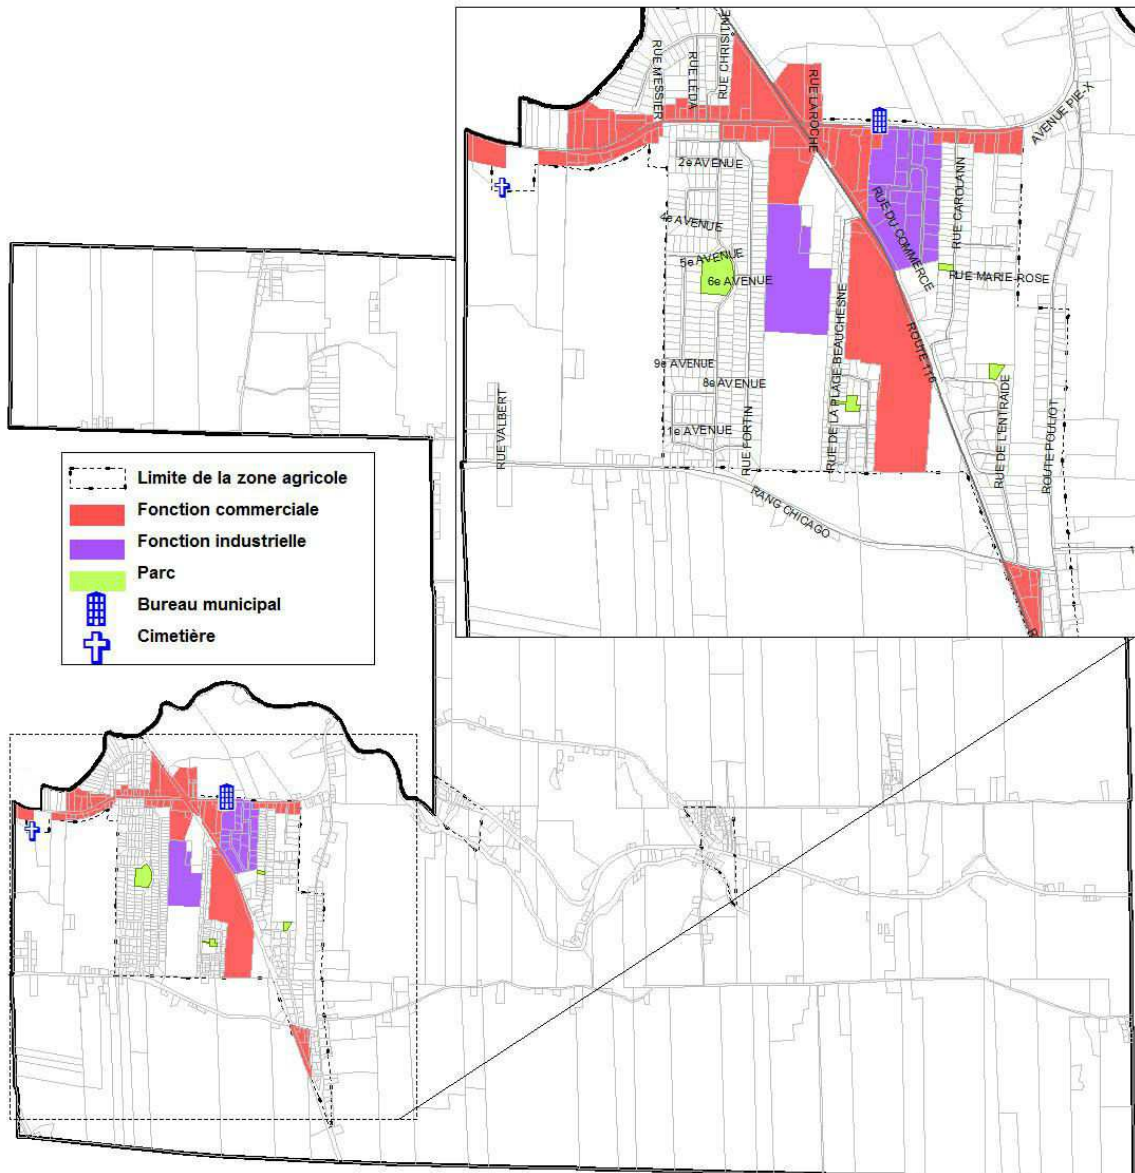 RUE MESSIER
RUE LEDA
RUE CHRISITNE
RUE LAROCHE
AVENUE PIE-X
2e AVENUE
RUE CAROLANN
4e AVENUE
RUE DU COMMERCE
5e AVENUE
6e AVENUE
RUE MARIE-ROSE
RUE DE LA PLAGE-BEAUCHESNE
ROUTE 116
9e AVENUE
8e AVENUE
RUE VALBERT
RUE FORTIN
1e AVENUE
RUE DE L'ENTRAIDE
ROUTE POULIOT
RANG CHICAGO
Limite de la zone agricole
Fonction commerciale
Fonction industrielle
Parc
Bureau municipal
Cimetière